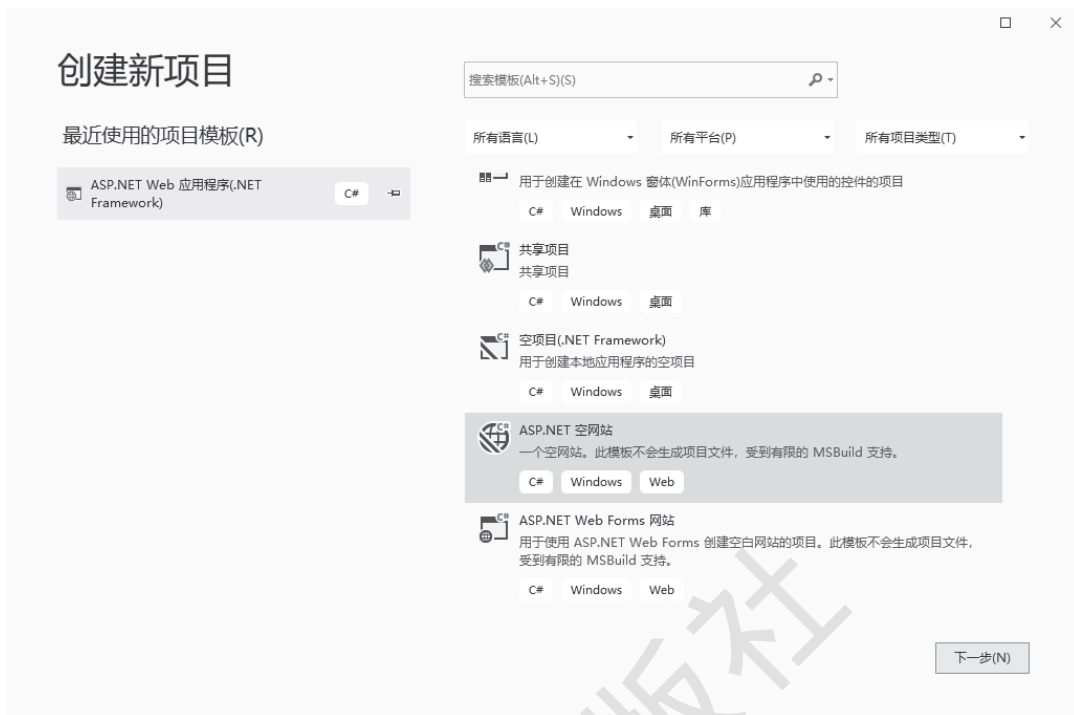 创建新项目
搜索模板(Alt+S)(S)
最近使用的项目模板(R)
所有语言(L)
所有平台(P)
所有项目类型(T)
ASP.NET Web 应用程序(.NET
Framework)
C#
用于创建在 Windows 窗体(WinForms)应用程序中使用的控件的项目
C# Windows 桌面 库
C#
共享项目
共享项目
C# Windows 桌面
C#
空项目(.NET Framework)
用于创建本地应用程序的空项目
C# Windows 桌面
C#
ASP.NET 空网站
一个空网站。此模板不会生成项目文件，受到有限的 MSBuild 支持。
C# Windows Web
C#
ASP.NET Web Forms 网站
用于使用 ASP.NET Web Forms 创建空白网站的项目。此模板不会生成项目文件，
受到有限的 MSBuild 支持。
C# Windows Web
下一步(N)
版社